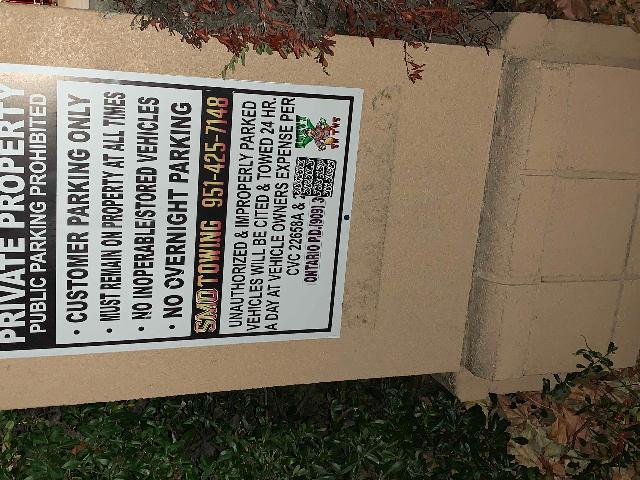 PRIVATE PROPERTY
PUBLIC PARKING PROHIBITED
• CUSTOMER PARKING ONLY
• MUST REMAIN ON PROPERTY AT ALL TIMES
• NO INOPERABLE/STORED VEHICLES
• NO OVERNIGHT PARKING
SMO TOWING 951-425-7148
UNAUTHORIZED & IMPROPERLY PARKED
VEHICLES WILL BE CITED & TOWED 24 HR.
A DAY AT VEHICLE OWNERS EXPENSE PER
CVC 22658A &
ONTARIO P.D. (909)